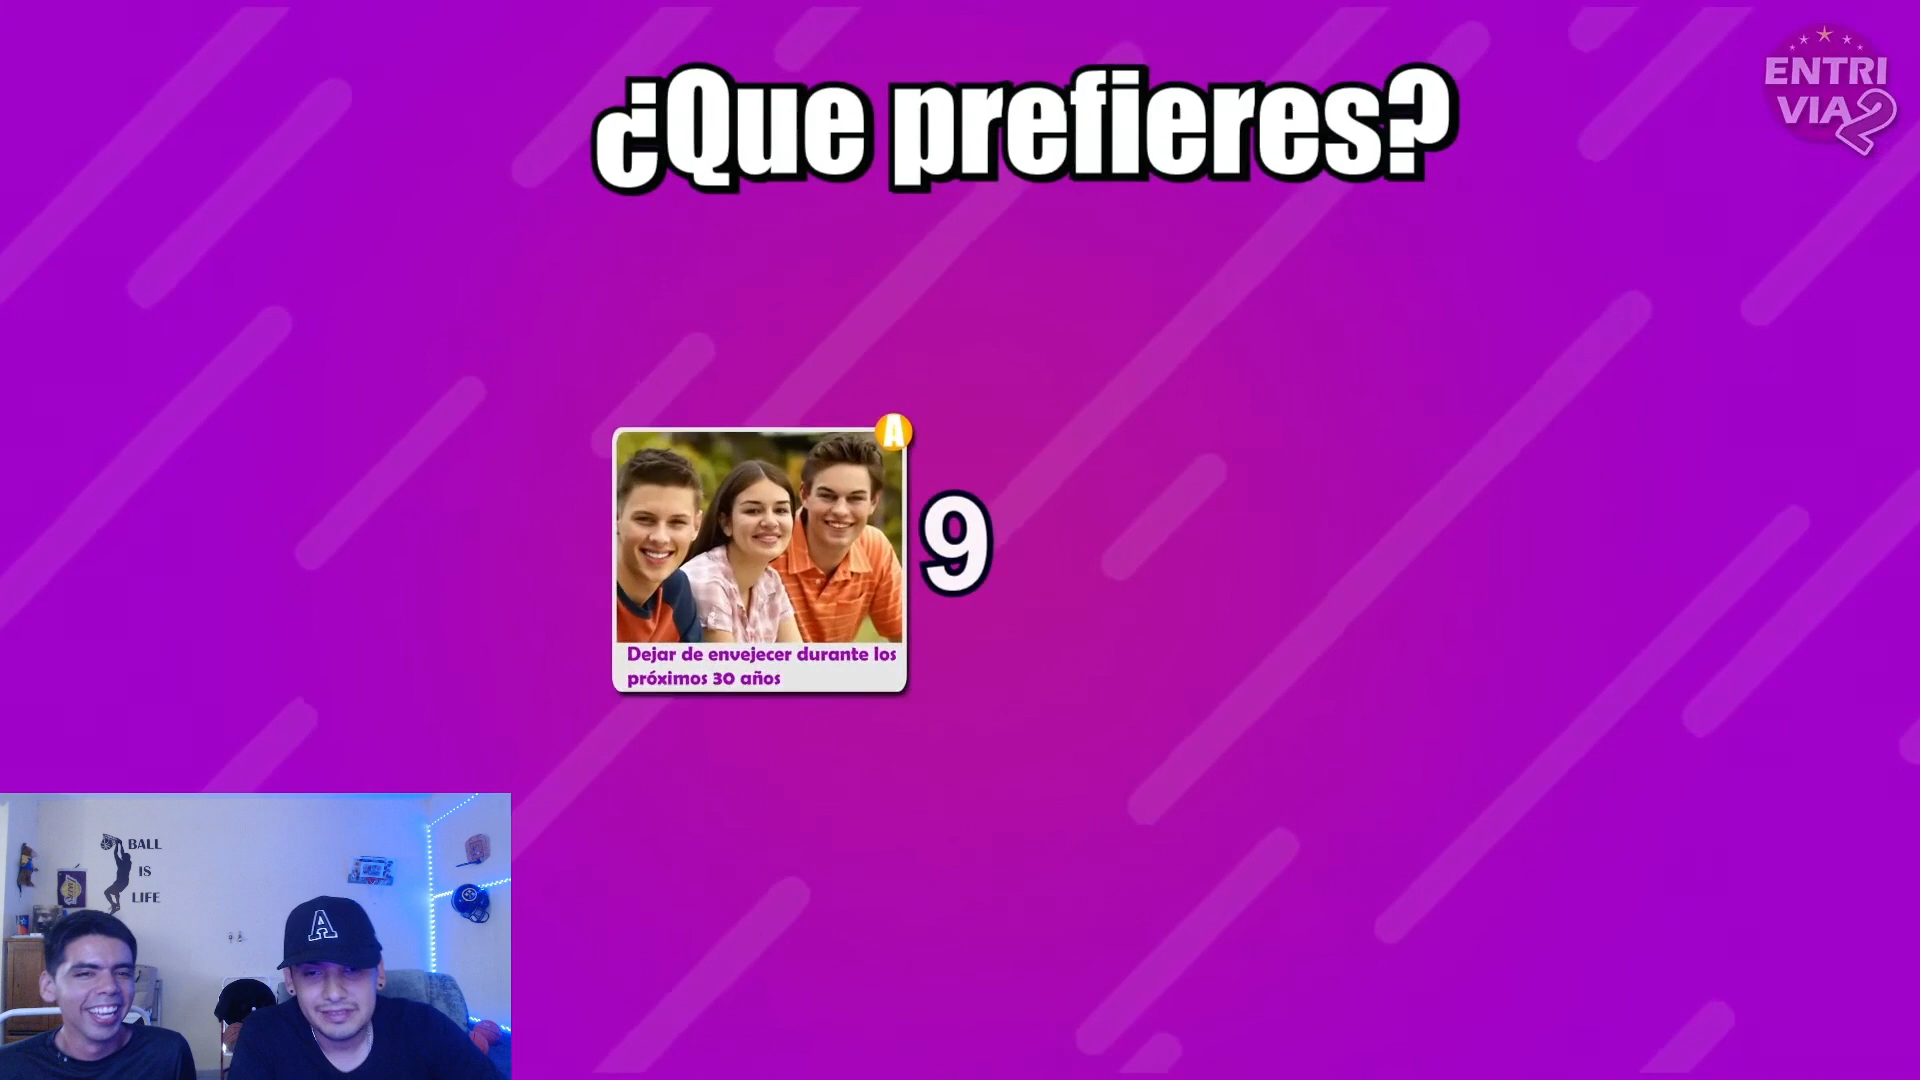 ¿Que prefieres?
ENTRI
VIA2
A
9
Dejar de envejecer durante los
próximos 30 años
BALL
IS
LIFE
A